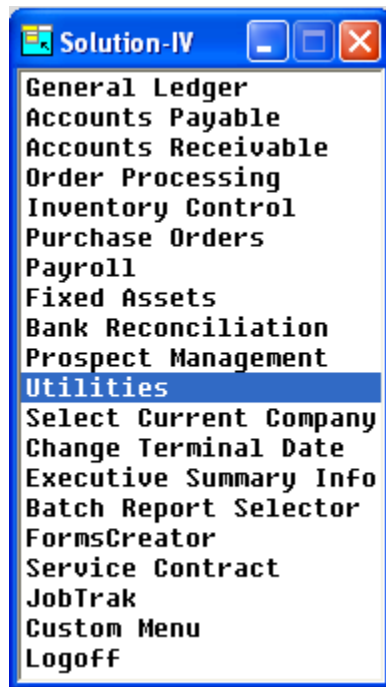 Solution-IV
General Ledger
Accounts Payable
Accounts Receivable
Order Processing
Inventory Control
Purchase Orders
Payroll
Fixed Assets
Bank Reconciliation
Prospect Management
Utilities
Select Current Company
Change Terminal Date
Executive Summary Info
Batch Report Selector
FormsCreator
Service Contract
JobTrak
Custom Menu
Logoff